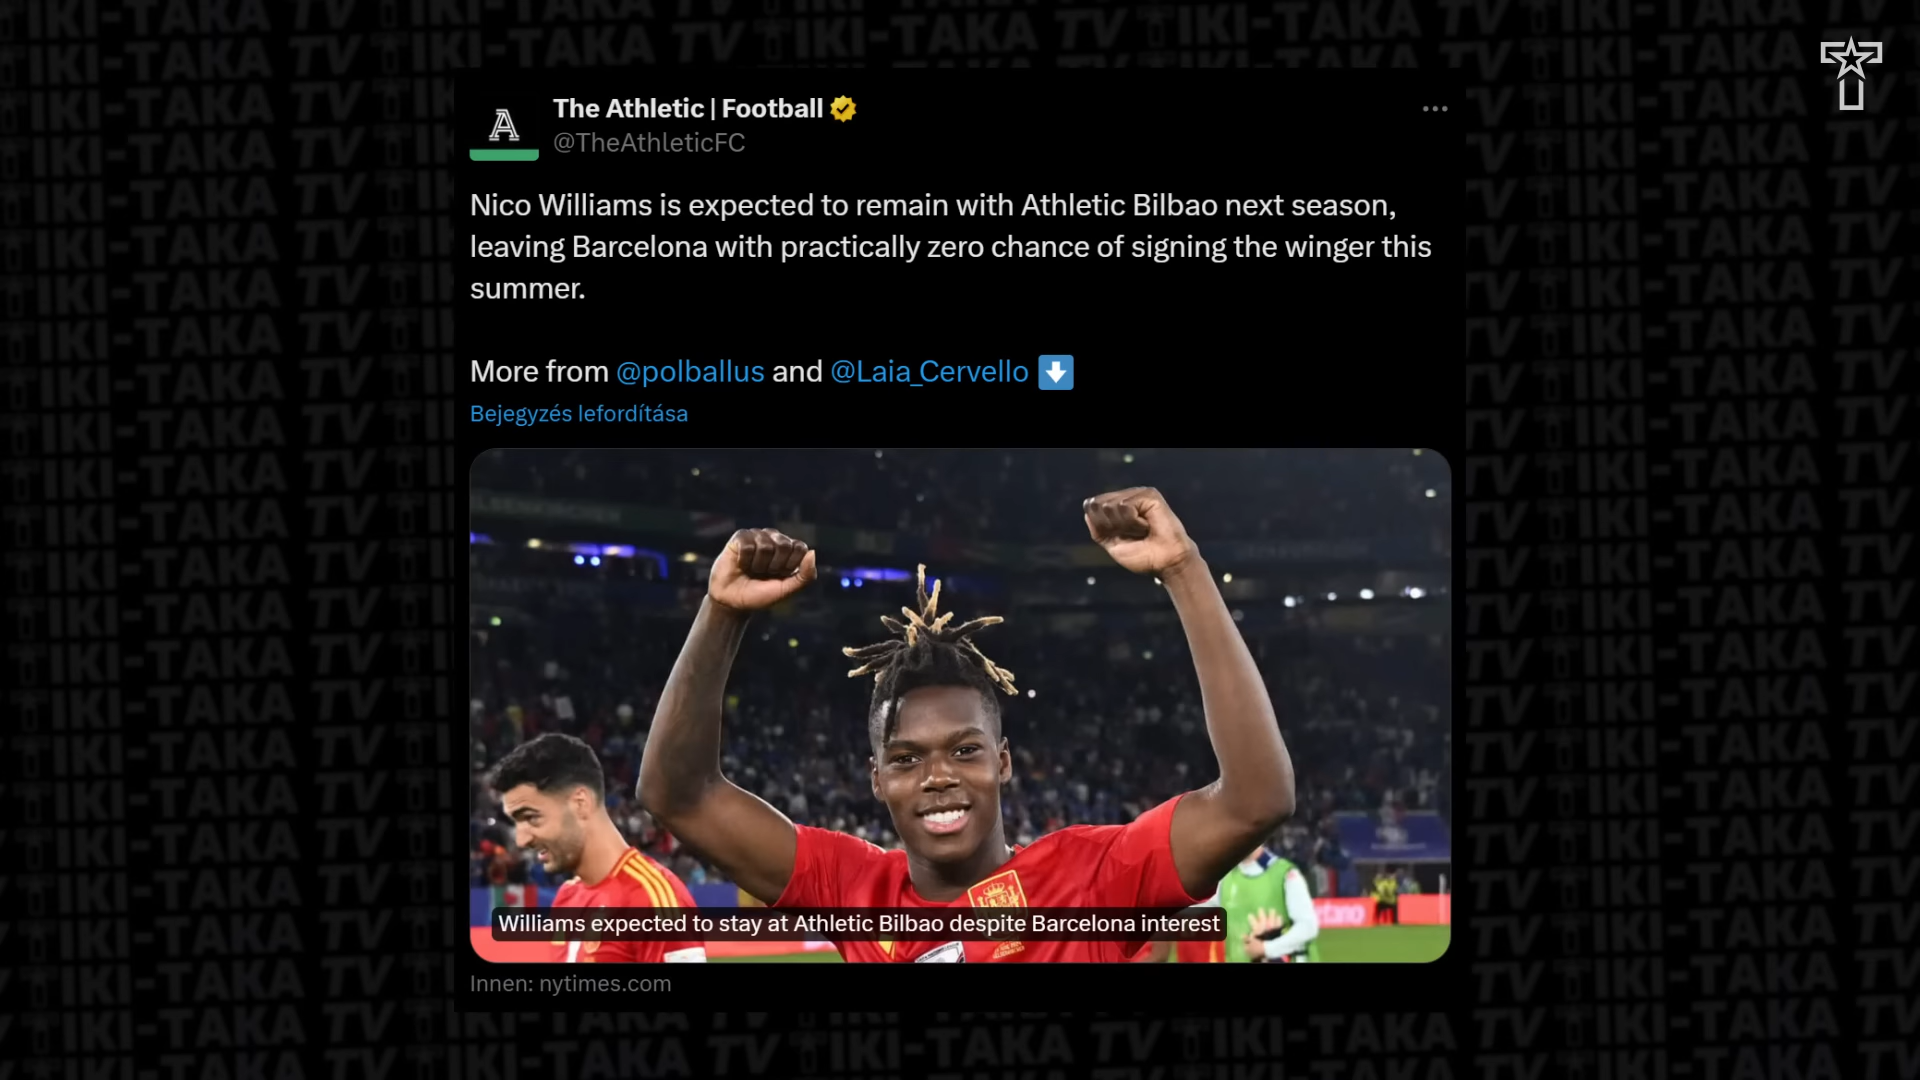 The Athletic | Football
@TheAthleticFC
Nico Williams is expected to remain with Athletic Bilbao next season,
leaving Barcelona with practically zero chance of signing the winger this
summer.
More from @polballus and @Laia_Cervello ⬇️
Bejegyzés lefordítása
Williams expected to stay at Athletic Bilbao despite Barcelona interest
Innen: nytimes.com